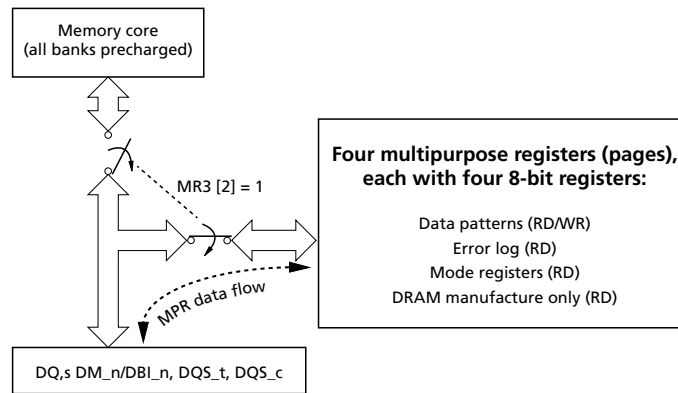 Memory core
(all banks precharged)
Four multipurpose registers (pages),
each with four 8-bit registers:
Data patterns (RD/WR)
Error log (RD)
Mode registers (RD)
DRAM manufacture only (RD)
MR3 [2] = 1
MPR data flow
DQ,s DM_n/DBI_n, DQS_t, DQS_c